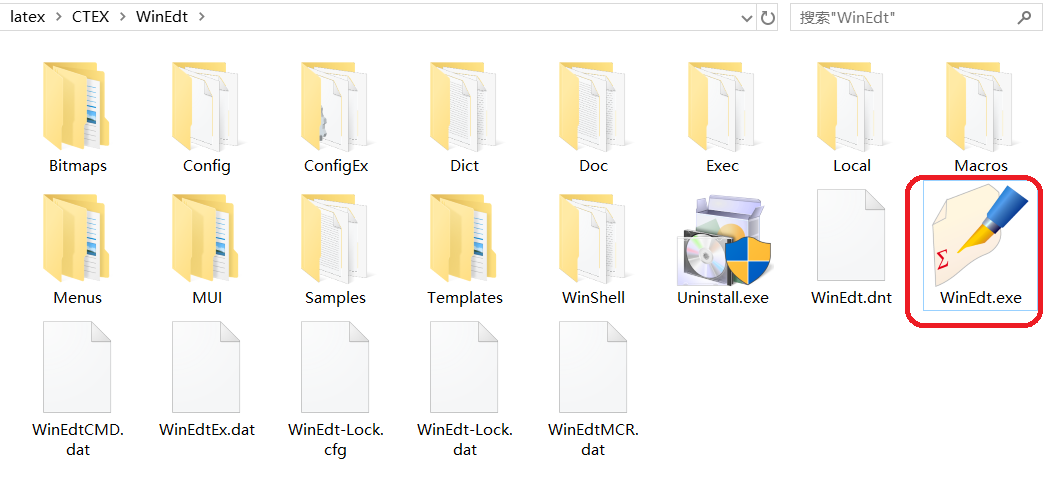 latex > CTEX > WinEdt >
搜索"WinEdt"
Bitmaps
Config
ConfigEx
Dict
Doc
Exec
Local
Macros
Menus
MUI
Samples
Templates
WinShell
Uninstall.exe
WinEdt.dnt
Σ
WinEdt.exe
WinEdtCMD.
dat
WinEdtEx.dat
WinEdt-Lock.
cfg
WinEdt-Lock.
dat
WinEdtMCR.
dat